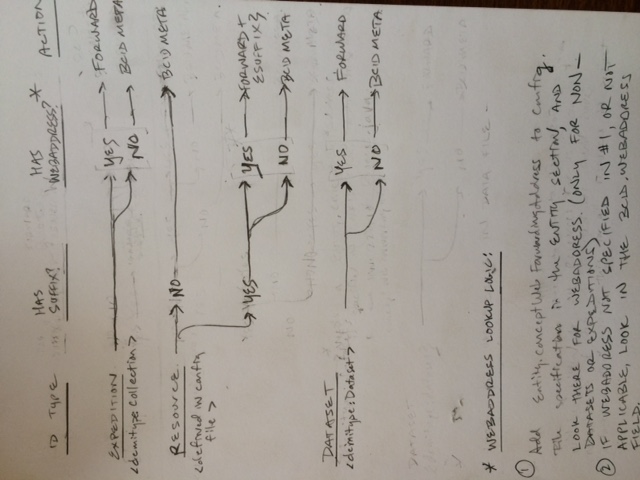 ID TYPE HAS SUFFIX? HAS WEBADDRESS? * ACTION
EXPEDITION YES FORWARD
<dcmitype:Collection> NO BCID META
RESOURCE NO BCID META
<defined in config
file>
YES YES FORWARD +
{SUFFIX}
NO BCID META
DATASET YES FORWARD
<dcmitype:Dataset> NO BCID META
* WEBADDRESS LOOKUP LOGIC:
① Add Entity.conceptWebForwardingAddress to config.
File specification in the ENTITY section, AND
LOOK THERE FOR WEBADDRESS. (ONLY FOR NON-
DATASETS OR EXPEDITIONS)
② IF WEBADDRESS NOT SPECIFIED IN #1, OR NOT
APPLICABLE, LOOK IN THE BCID.WEBADDRESS
FIELD.